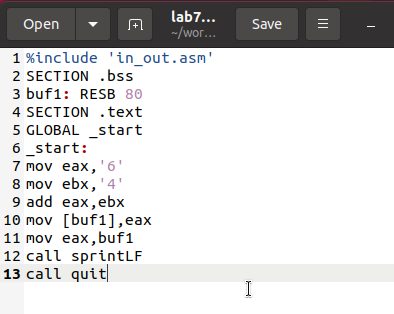 Open lab7... Save
~/wor...
1 %include 'in_out.asm'
2 SECTION .bss
3 buf1: RESB 80
4 SECTION .text
5 GLOBAL _start
6 _start:
7 mov eax,'6'
8 mov ebx,'4'
9 add eax,ebx
10 mov [buf1],eax
11 mov eax,buf1
12 call sprintLF
13 call quit